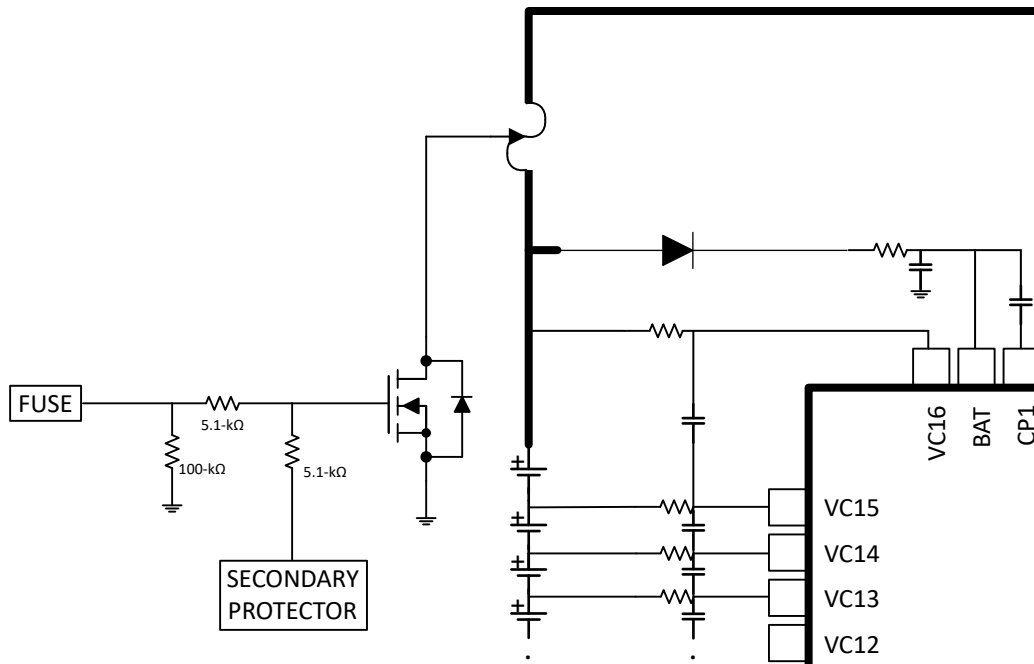 FUSE
5.1-kΩ
100-kΩ
5.1-kΩ
SECONDARY
PROTECTOR
+
+
+
+
VC16
BAT
CP1
VC15
VC14
VC13
VC12